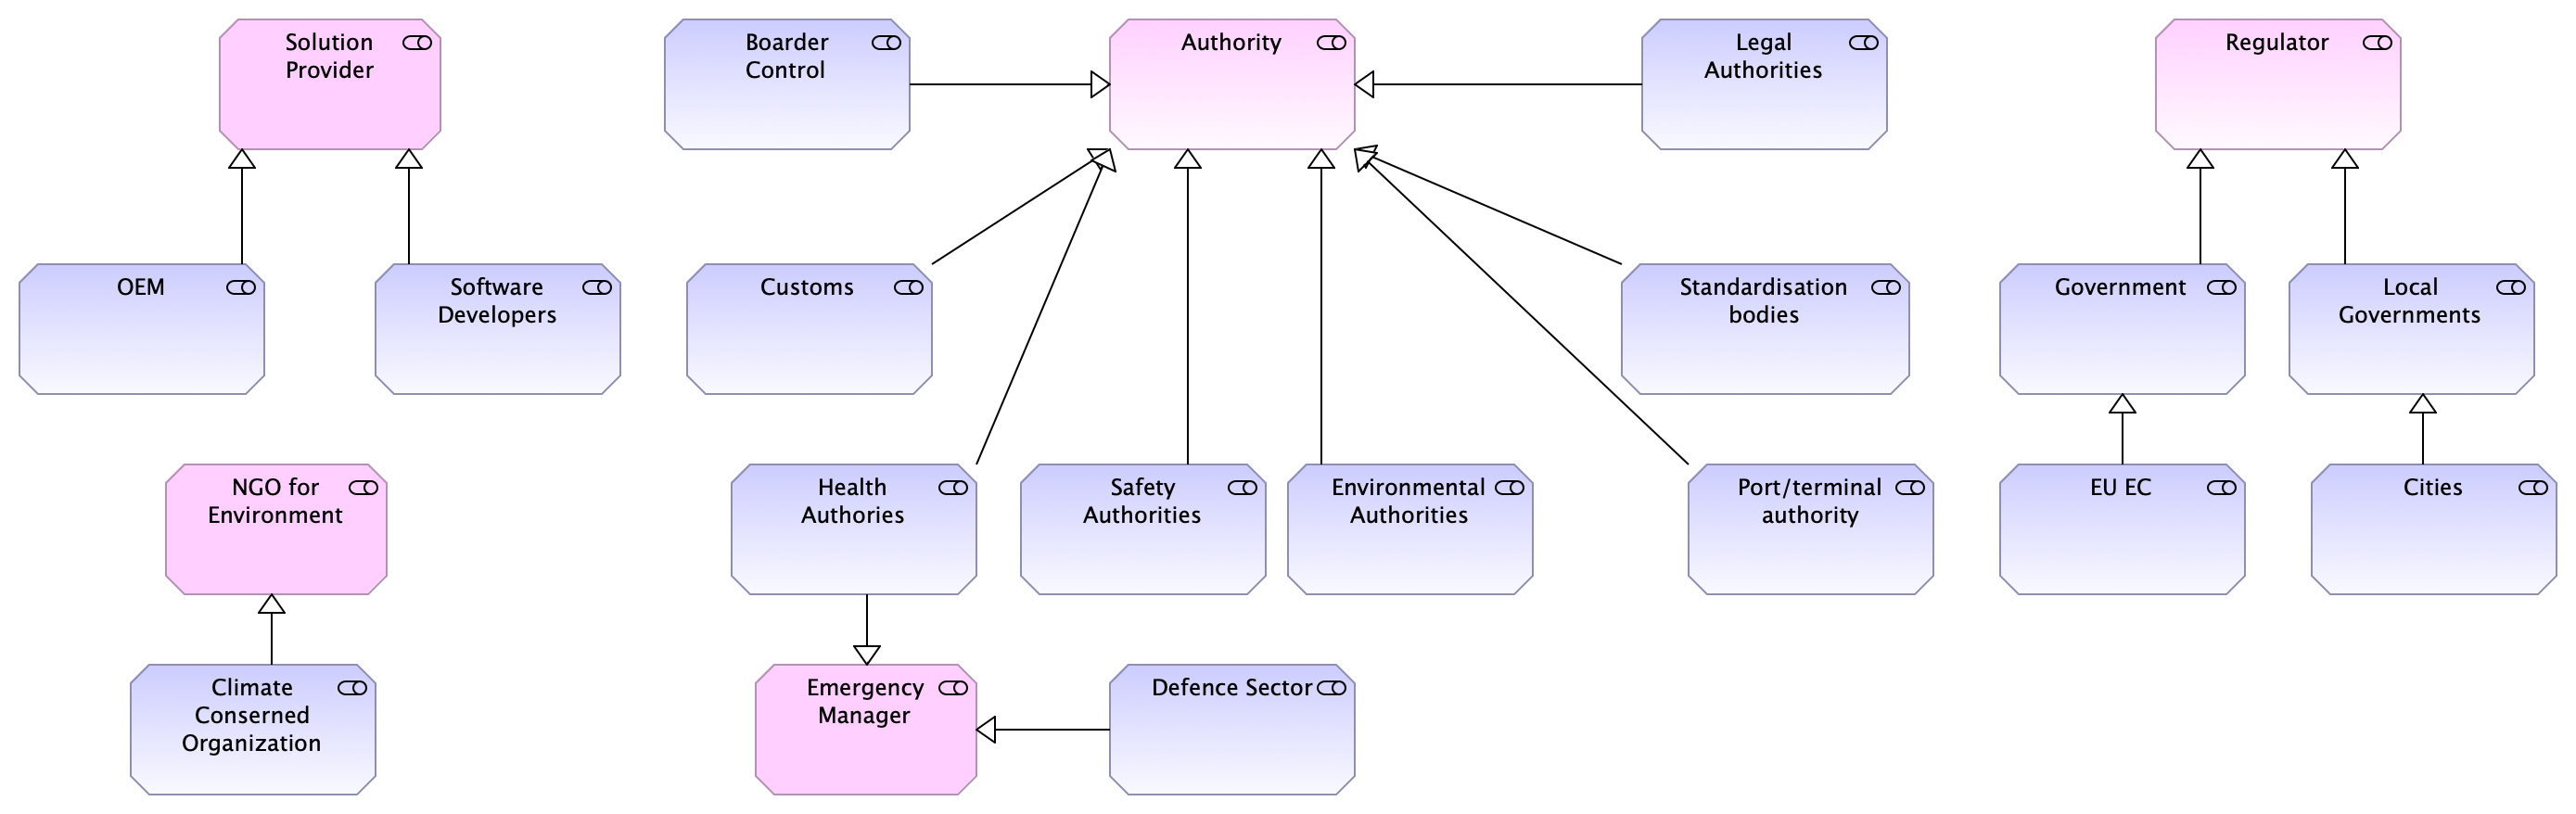 Solution
Provider
Boarder
Control
Authority
Legal
Authorities
Regulator
OEM
Software
Developers
Customs
Standardisation
bodies
Government
Local
Governments
NGO for
Environment
Health
Authories
Safety
Authorities
Environmental
Authorities
Port/terminal
authority
EU EC
Cities
Climate
Conserned
Organization
Emergency
Manager
Defence Sector